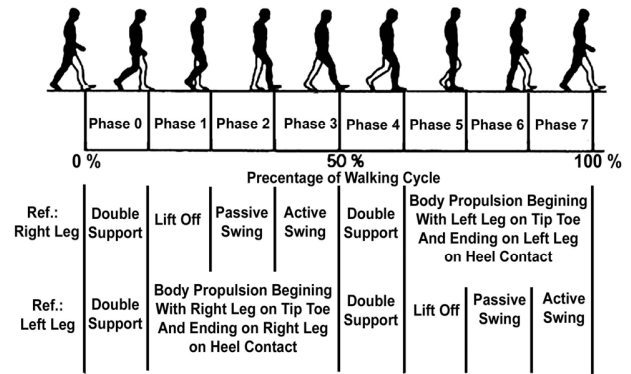 Phase 0 Phase 1 Phase 2 Phase 3 Phase 4 Phase 5 Phase 6 Phase 7
0 % 50 % 100 %
Precentage of Walking Cycle
Ref.:
Right Leg
Double
Support
Lift Off
Passive
Swing
Active
Swing
Double
Support
Body Propulsion Begining
With Left Leg on Tip Toe
And Ending on Left Leg
on Heel Contact
Ref.:
Left Leg
Double
Support
Body Propulsion Begining
With Right Leg on Tip Toe
And Ending on Right Leg
on Heel Contact
Double
Support
Lift Off
Passive
Swing
Active
Swing